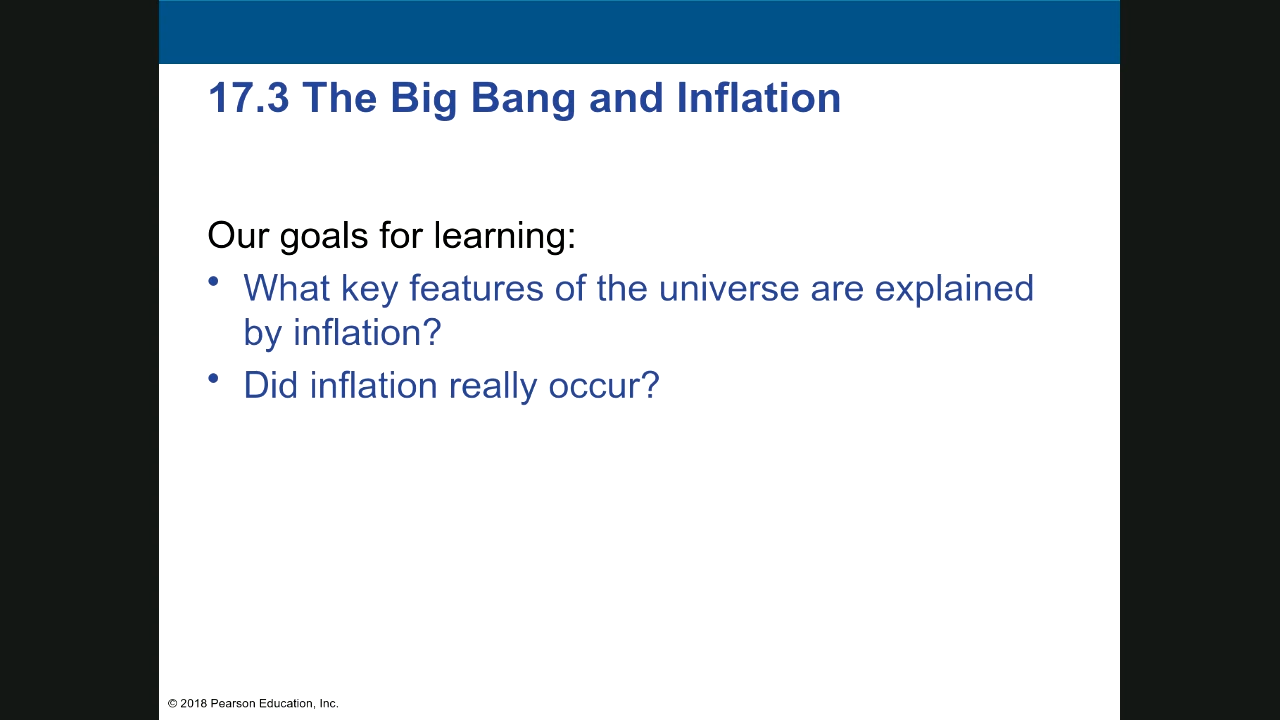 17.3 The Big Bang and Inflation
Our goals for learning:
• What key features of the universe are explained
by inflation?
• Did inflation really occur?
© 2018 Pearson Education, Inc.